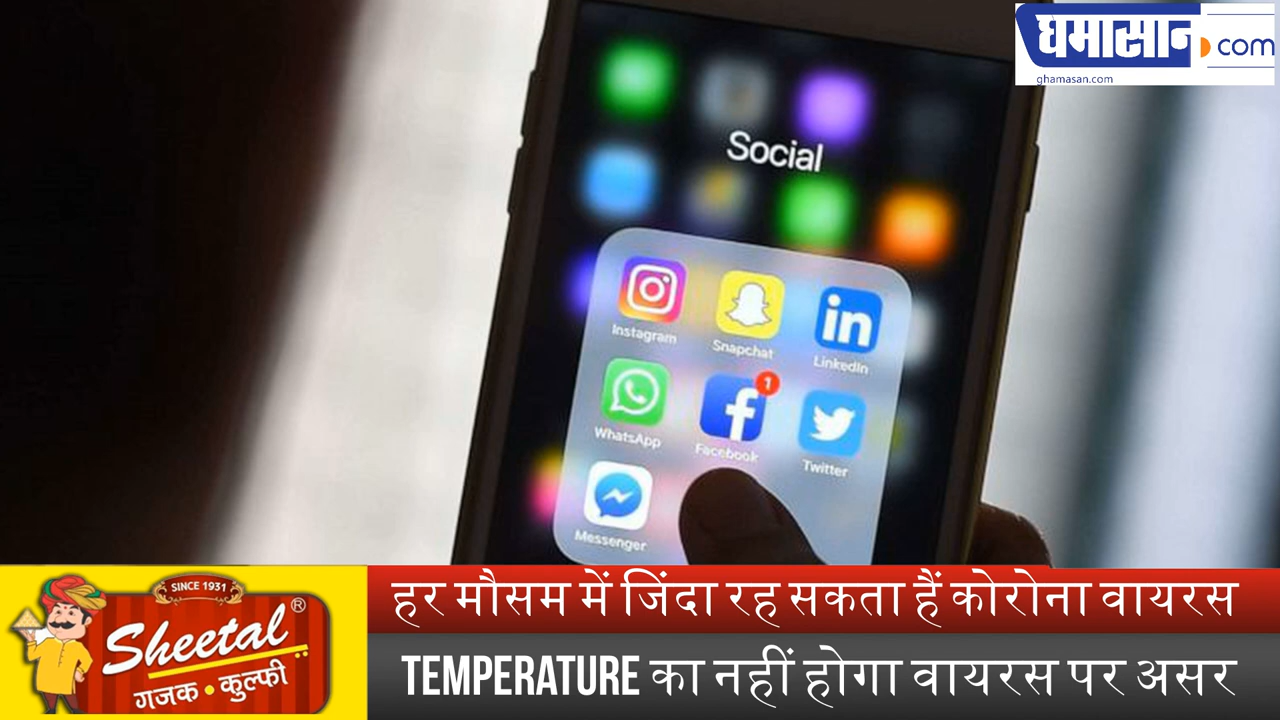 घमासान.com
ghamasan.com
Social
Instagram
Snapchat
LinkedIn
WhatsApp
Facebook
1
Twitter
Messenger
SINCE 1931
Sheetal®
गजक • कुल्फी
हर मौसम में जिंदा रह सकता हैं कोरोना वायरस
TEMPERATURE का नहीं होगा वायरस पर असर